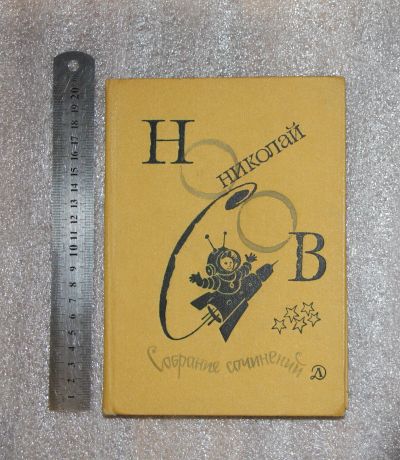 НОСОВ
НИКОЛАЙ
Собрание сочинений
Д
1 2 3 4 5 6 7 8 9 10 11 12 13 14 15 16 17 18 19 20